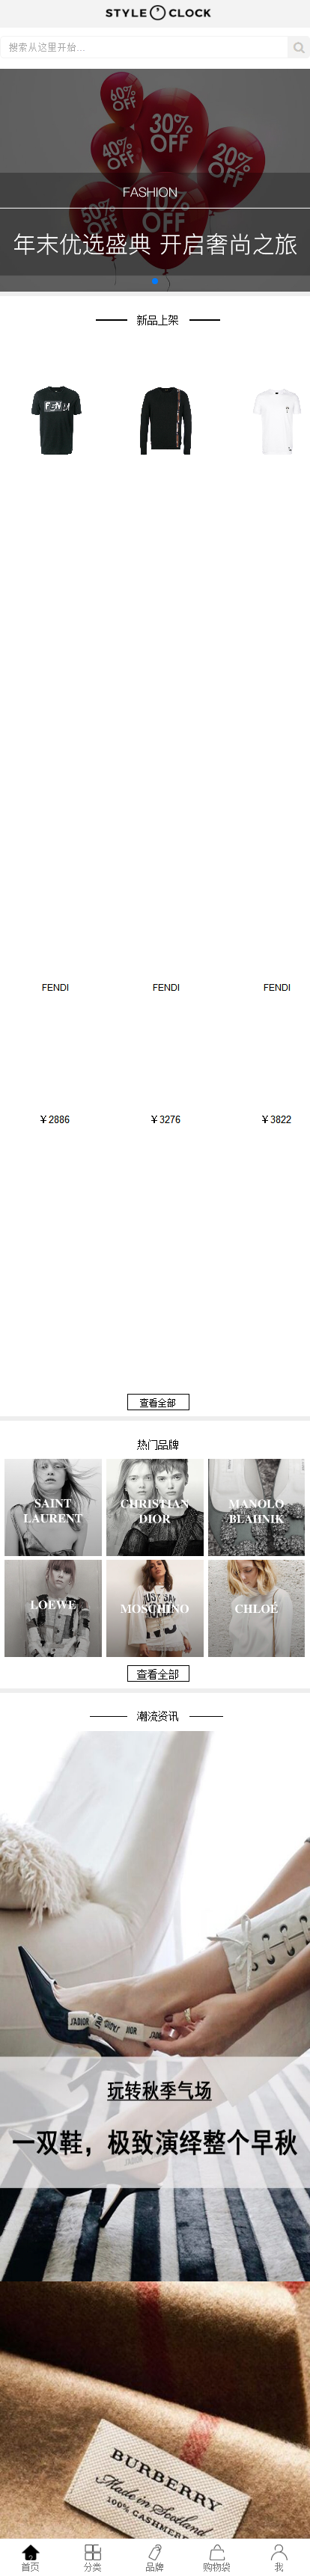 STYLE CLOCK
搜索从这里开始...
60% OFF
30% OFF
40% OFF
20% OFF
10% OFF
FASHION
年末优选盛典 开启奢尚之旅
新品上架
FENDI FENDI FENDI
￥2886 ￥3276 ￥3822
查看全部
热门品牌
SAINT LAURENT
CHRISTIAN DIOR
MANOLO BLAHNIK
LOEWE
MOSCHINO
CHLOÉ
查看全部
潮流资讯
J'ADIOR
玩转秋季气场
一双鞋，极致演绎整个早秋
BURBERRY
Made in Scotland
100% CASHMERE
首页 分类 品牌 购物袋 我